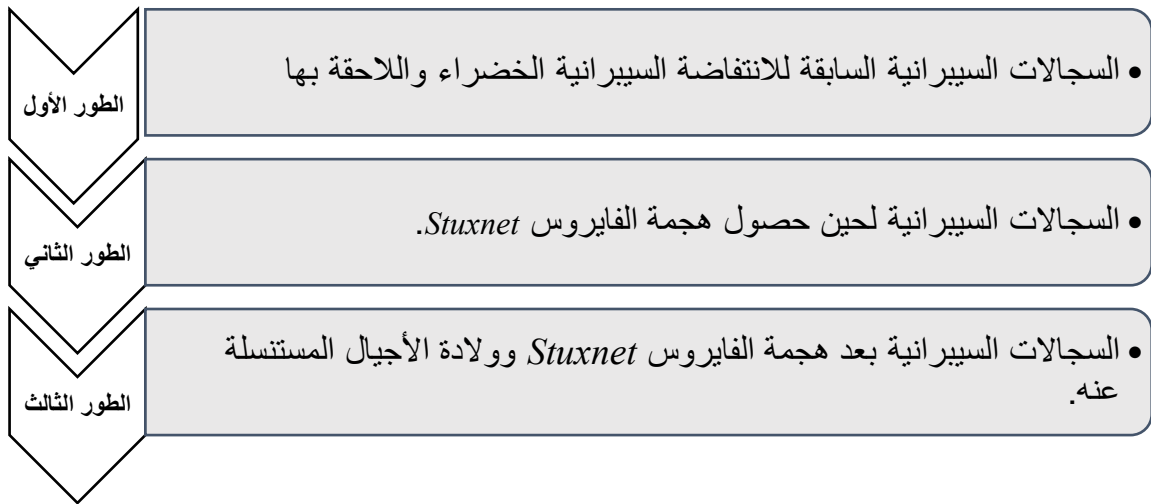 الطور الأول
• السجالات السيبرانية السابقة للانتفاضة السيبرانية الخضراء واللاحقة بها
الطور الثاني
• السجالات السيبرانية لحين حصول هجمة الفايروس Stuxnet.
الطور الثالث
• السجالات السيبرانية بعد هجمة الفايروس Stuxnet وولادة الأجيال المستنسلة
عنه.